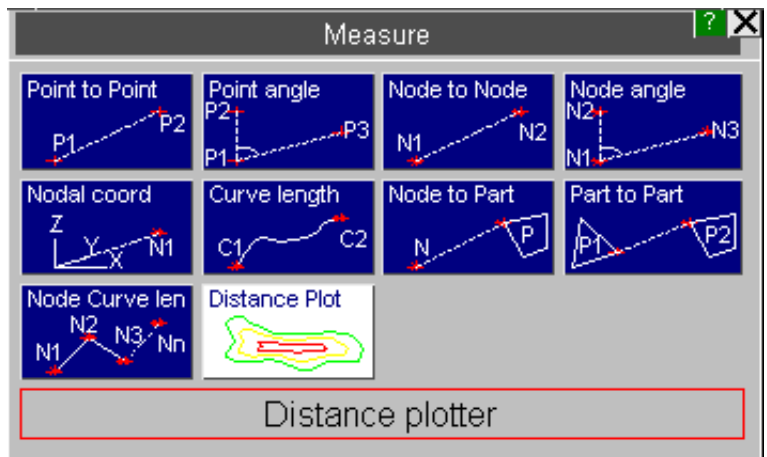 Measure
?
Point to Point
P1
P2
Point angle
P2
P3
P1
Node to Node
N1
N2
Node angle
N2
N3
N1
Nodal coord
Z
Y
X
N1
Curve length
C1
C2
Node to Part
N
P
Part to Part
P1
P2
Node Curve len
N2
N3
Nn
N1
Distance Plot
Distance plotter